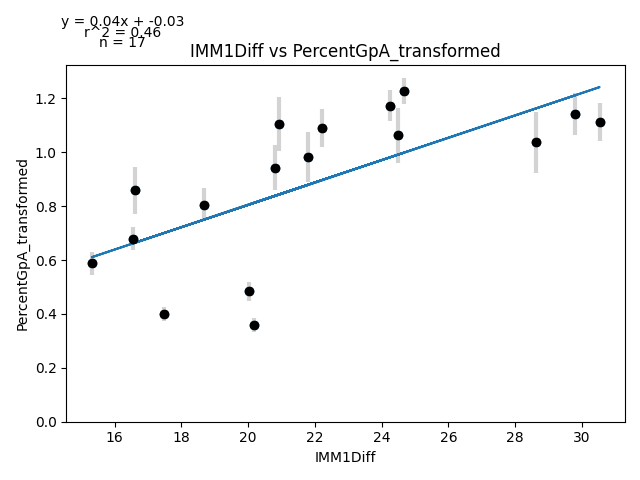 y = 0.04x + -0.03
r^2 = 0.46
n = 17
IMM1Diff vs PercentGpA_transformed
PercentGpA_transformed
1.2
1.0
0.8
0.6
0.4
0.2
0.0
16 18 20 22 24 26 28 30
IMM1Diff